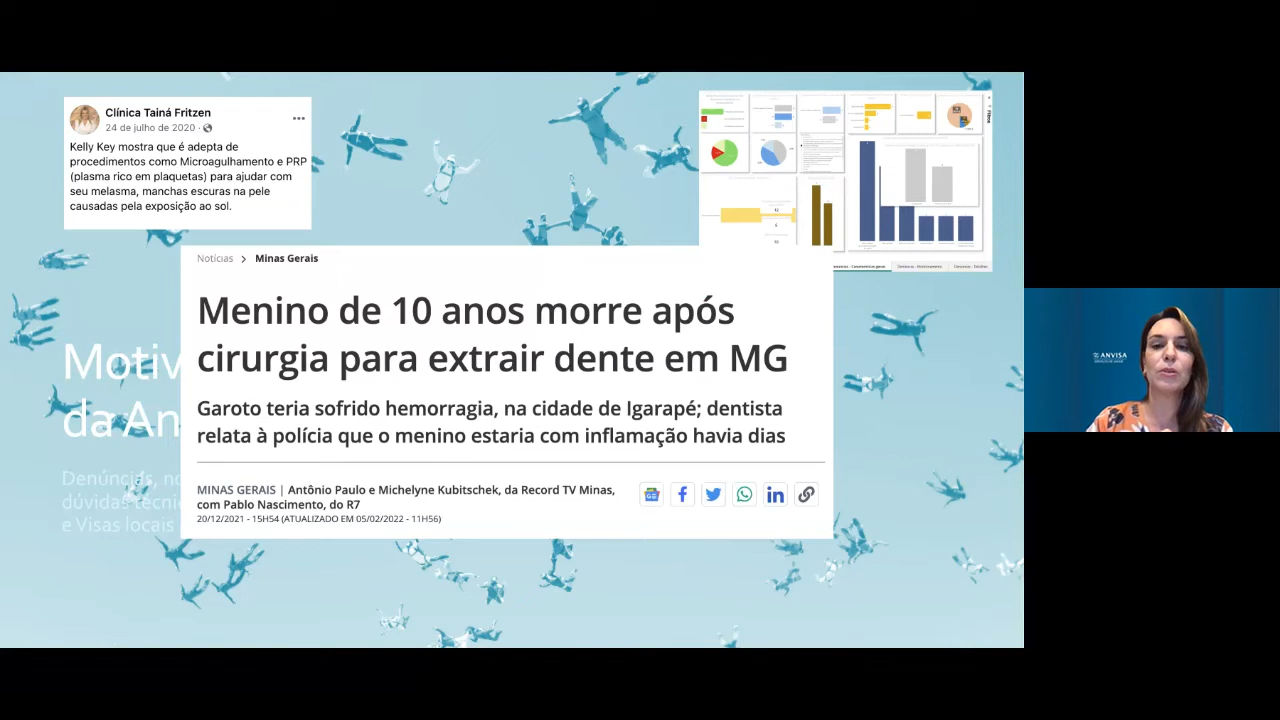 Clínica Tainá Fritzen
24 de julho de 2020
Kelly Key mostra que é adepta de
procedimentos como Microagulhamento e PRP
(plasma rico em plaquetas) para ajudar com
seu melasma, manchas escuras na pele
causadas pela exposição ao sol.
Notícias > Minas Gerais
Menino de 10 anos morre após
cirurgia para extrair dente em MG
Garoto teria sofrido hemorragia, na cidade de Igarapé; dentista
relata à polícia que o menino estaria com inflamação havia dias
MINAS GERAIS | Antônio Paulo e Michelyne Kubitschek, da Record TV Minas,
com Pablo Nascimento, do R7
20/12/2021 - 15H54 (ATUALIZADO EM 05/02/2022 - 11H56)
Motiv
da An
Denúncias, no
dúvidas técni
e Visas locais
ANVISA